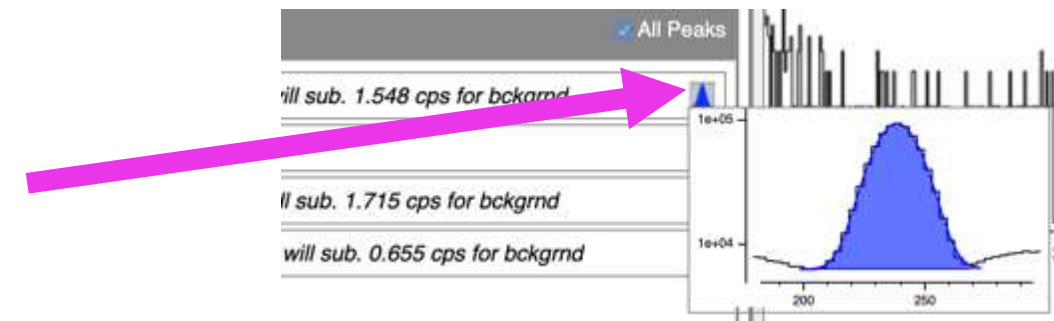 All Peaks
ill sub. 1.548 cps for bckgrnd
1e+05
ll sub. 1.715 cps for bckgrnd
1e+04
will sub. 0.655 cps for bckgrnd
200 250